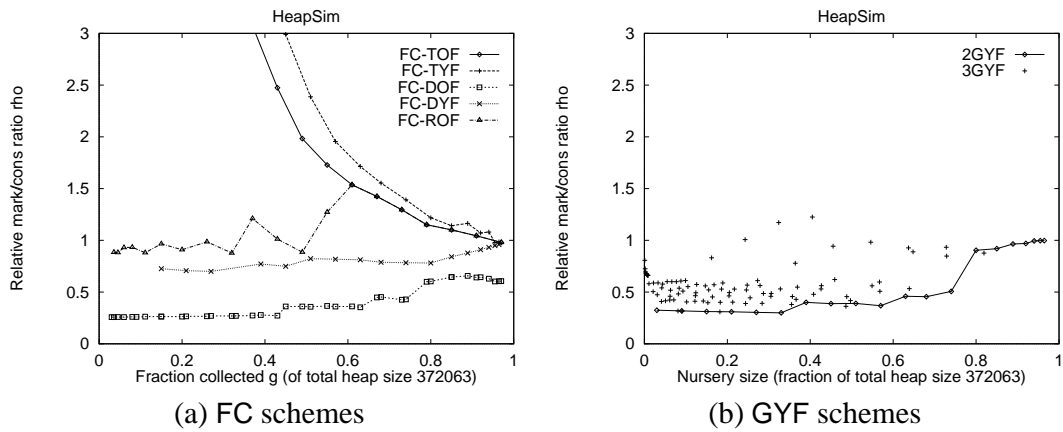 HeapSim
Relative mark/cons ratio rho
3
2.5
2
1.5
1
0.5
0
FC-TOF
FC-TYF
FC-DOF
FC-DYF
FC-ROF
0 0.2 0.4 0.6 0.8 1
Fraction collected g (of total heap size 372063)
(a) FC schemes
HeapSim
Relative mark/cons ratio rho
3
2.5
2
1.5
1
0.5
0
2GYF
3GYF
0 0.2 0.4 0.6 0.8 1
Nursery size (fraction of total heap size 372063)
(b) GYF schemes